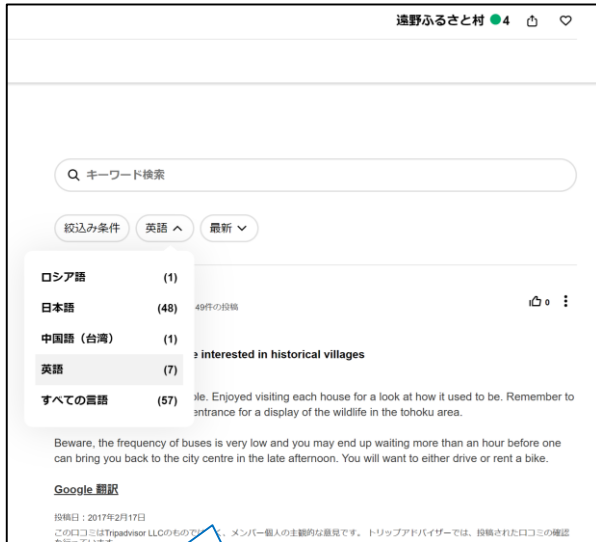 遠野ふるさと村 4
キーワード検索
絞込み条件 英語 最新
ロシア語 (1)
日本語 (48)
中国語（台湾） (1)
英語 (7)
すべての言語 (57)
49件の投稿
0
e interested in historical villages
ple. Enjoyed visiting each house for a look at how it used to be. Remember to
entrance for a display of the wildlife in the tohoku area.
Beware, the frequency of buses is very low and you may end up waiting more than an hour before one
can bring you back to the city centre in the late afternoon. You will want to either drive or rent a bike.
Google 翻訳
投稿日：2017年2月17日
この口コミはTripadvisor LLCのもので く、メンバー個人の主観的な意見です。 トリップアドバイザーでは、投稿された口コミの確認